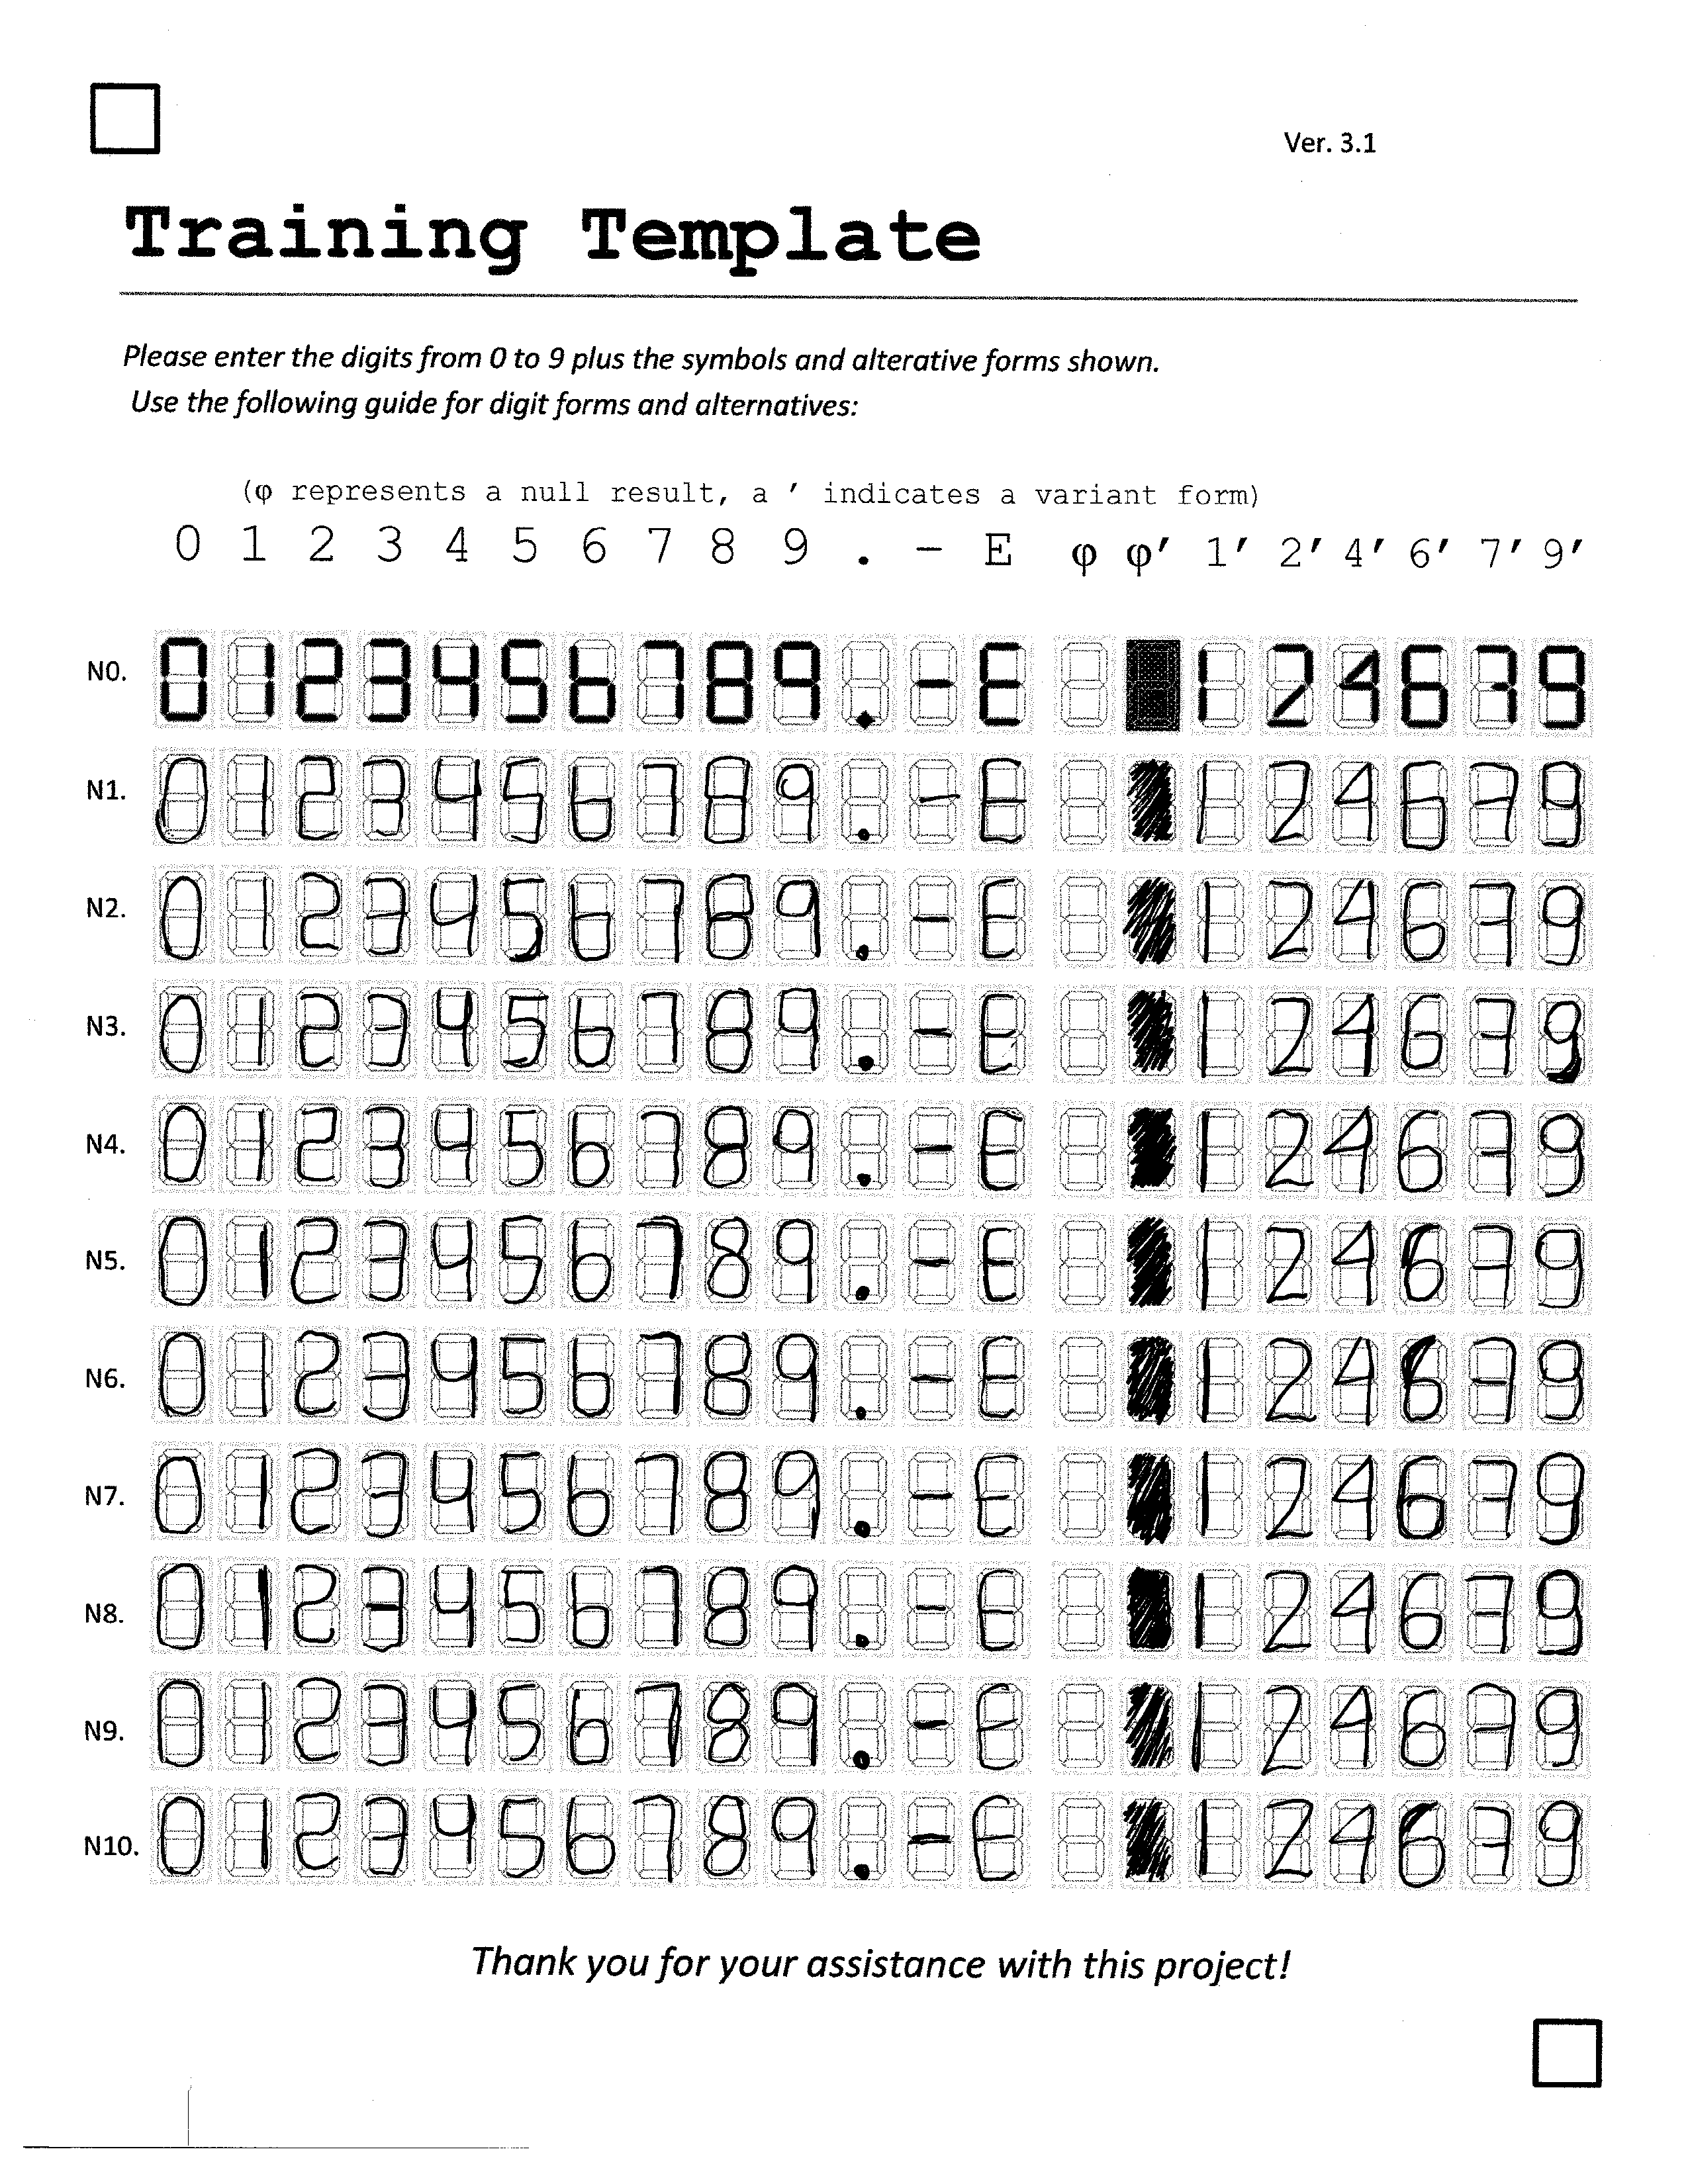 Ver. 3.1
Training Template
Please enter the digits from 0 to 9 plus the symbols and alterative forms shown.
Use the following guide for digit forms and alternatives:
(φ represents a null result, a ′ indicates a variant form)
0 1 2 3 4 5 6 7 8 9 . - E φ φ′ 1′ 2′ 4′ 6′ 7′ 9′
N0. 0 1 2 3 4 5 6 7 8 9 . - E 1 2 4 6 7 9
N1. 0 1 2 3 4 5 6 7 8 9 . - E 1 2 4 6 7 9
N2. 0 1 2 3 4 5 6 7 8 9 . - E 1 2 4 6 7 9
N3. 0 1 2 3 4 5 6 7 8 9 . - E 1 2 4 6 7 9
N4. 0 1 2 3 4 5 6 7 8 9 . - E 1 2 4 6 7 9
N5. 0 1 2 3 4 5 6 7 8 9 . - E 1 2 4 6 7 9
N6. 0 1 2 3 4 5 6 7 8 9 . - E 1 2 4 6 7 9
N7. 0 1 2 3 4 5 6 7 8 9 . - E 1 2 4 6 7 9
N8. 0 1 2 3 4 5 6 7 8 9 . - E 1 2 4 6 7 9
N9. 0 1 2 3 4 5 6 7 8 9 . - E 1 2 4 6 7 9
N10. 0 1 2 3 4 5 6 7 8 9 . - E 1 2 4 6 7 9
Thank you for your assistance with this project!